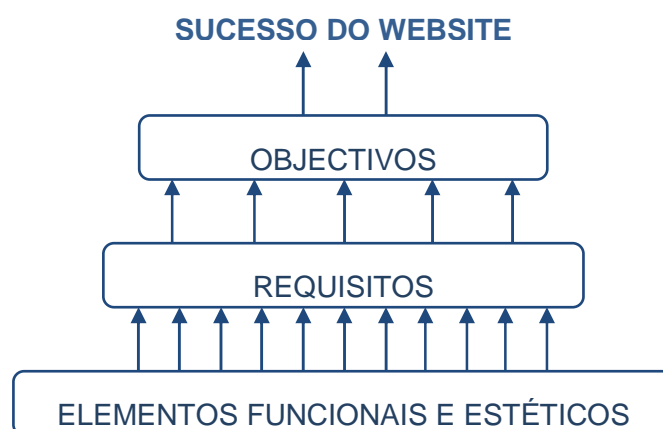 SUCESSO DO WEBSITE
OBJECTIVOS
REQUISITOS
ELEMENTOS FUNCIONAIS E ESTÉTICOS